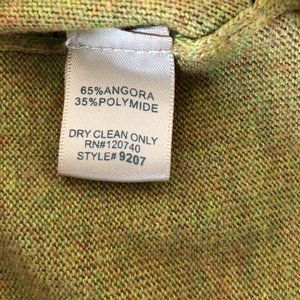 65%ANGORA
35%POLYMIDE
DRY CLEAN ONLY
RN#120740
STYLE# 9207